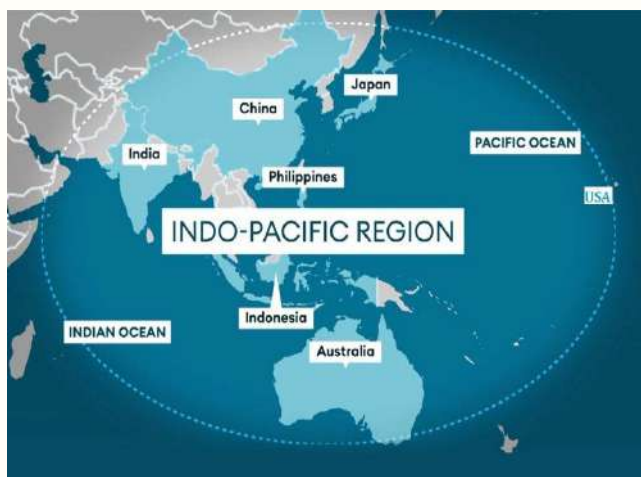 Japan
China
PACIFIC OCEAN
India
Philippines
USA
INDO-PACIFIC REGION
Indonesia
INDIAN OCEAN
Australia